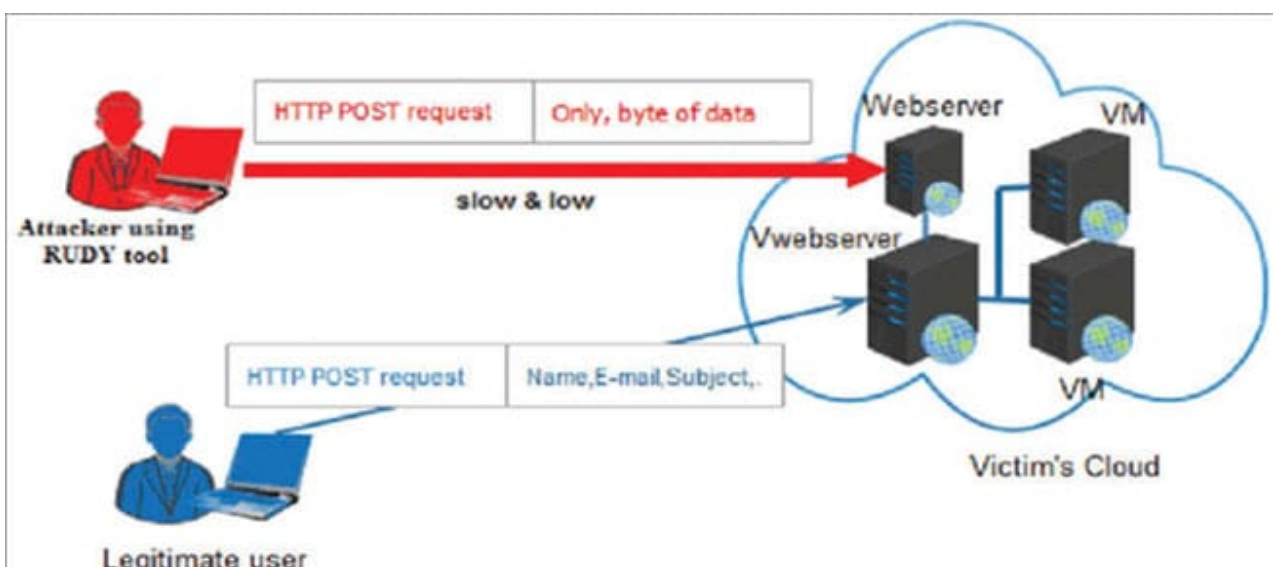 HTTP POST request
Only, byte of data
slow & low
Attacker using
RUDY tool
Webserver
VM
Vwebserver
HTTP POST request
Name,E-mail,Subject,.
VM
Victim's Cloud
Legitimate user